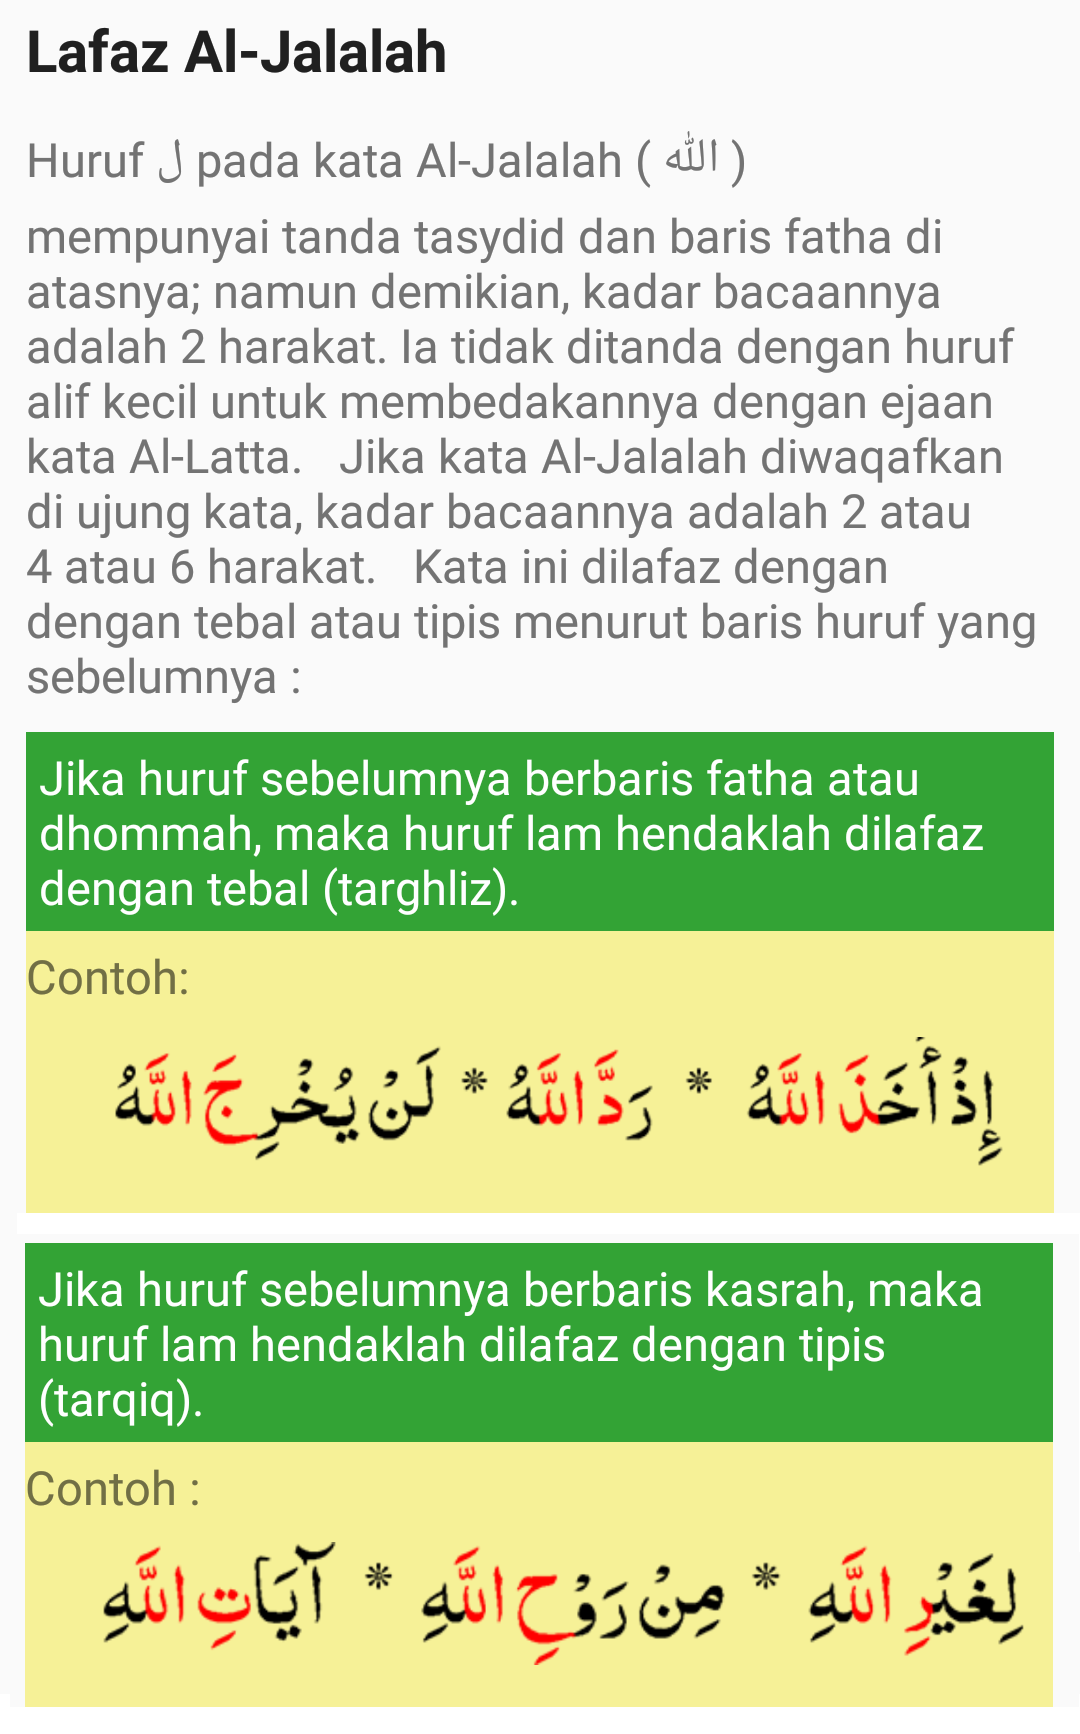 Lafaz Al-Jalalah
Huruf ل pada kata Al-Jalalah ( الله )
mempunyai tanda tasydid dan baris fatha di
atasnya; namun demikian, kadar bacaannya
adalah 2 harakat. Ia tidak ditanda dengan huruf
alif kecil untuk membedakannya dengan ejaan
kata Al-Latta.   Jika kata Al-Jalalah diwaqafkan
di ujung kata, kadar bacaannya adalah 2 atau
4 atau 6 harakat.   Kata ini dilafaz dengan
dengan tebal atau tipis menurut baris huruf yang
sebelumnya :
Jika huruf sebelumnya berbaris fatha atau
dhommah, maka huruf lam hendaklah dilafaz
dengan tebal (targhliz).
Contoh:
إِذْ أَخَذَ اللَّهُ * رَدَّ اللَّهُ * لَنْ يُخْرِجَ اللَّهُ
Jika huruf sebelumnya berbaris kasrah, maka
huruf lam hendaklah dilafaz dengan tipis
(tarqiq).
Contoh :
لِغَيْرِ اللَّهِ * مِنْ رَوْحِ اللَّهِ * آيَاتِ اللَّهِ